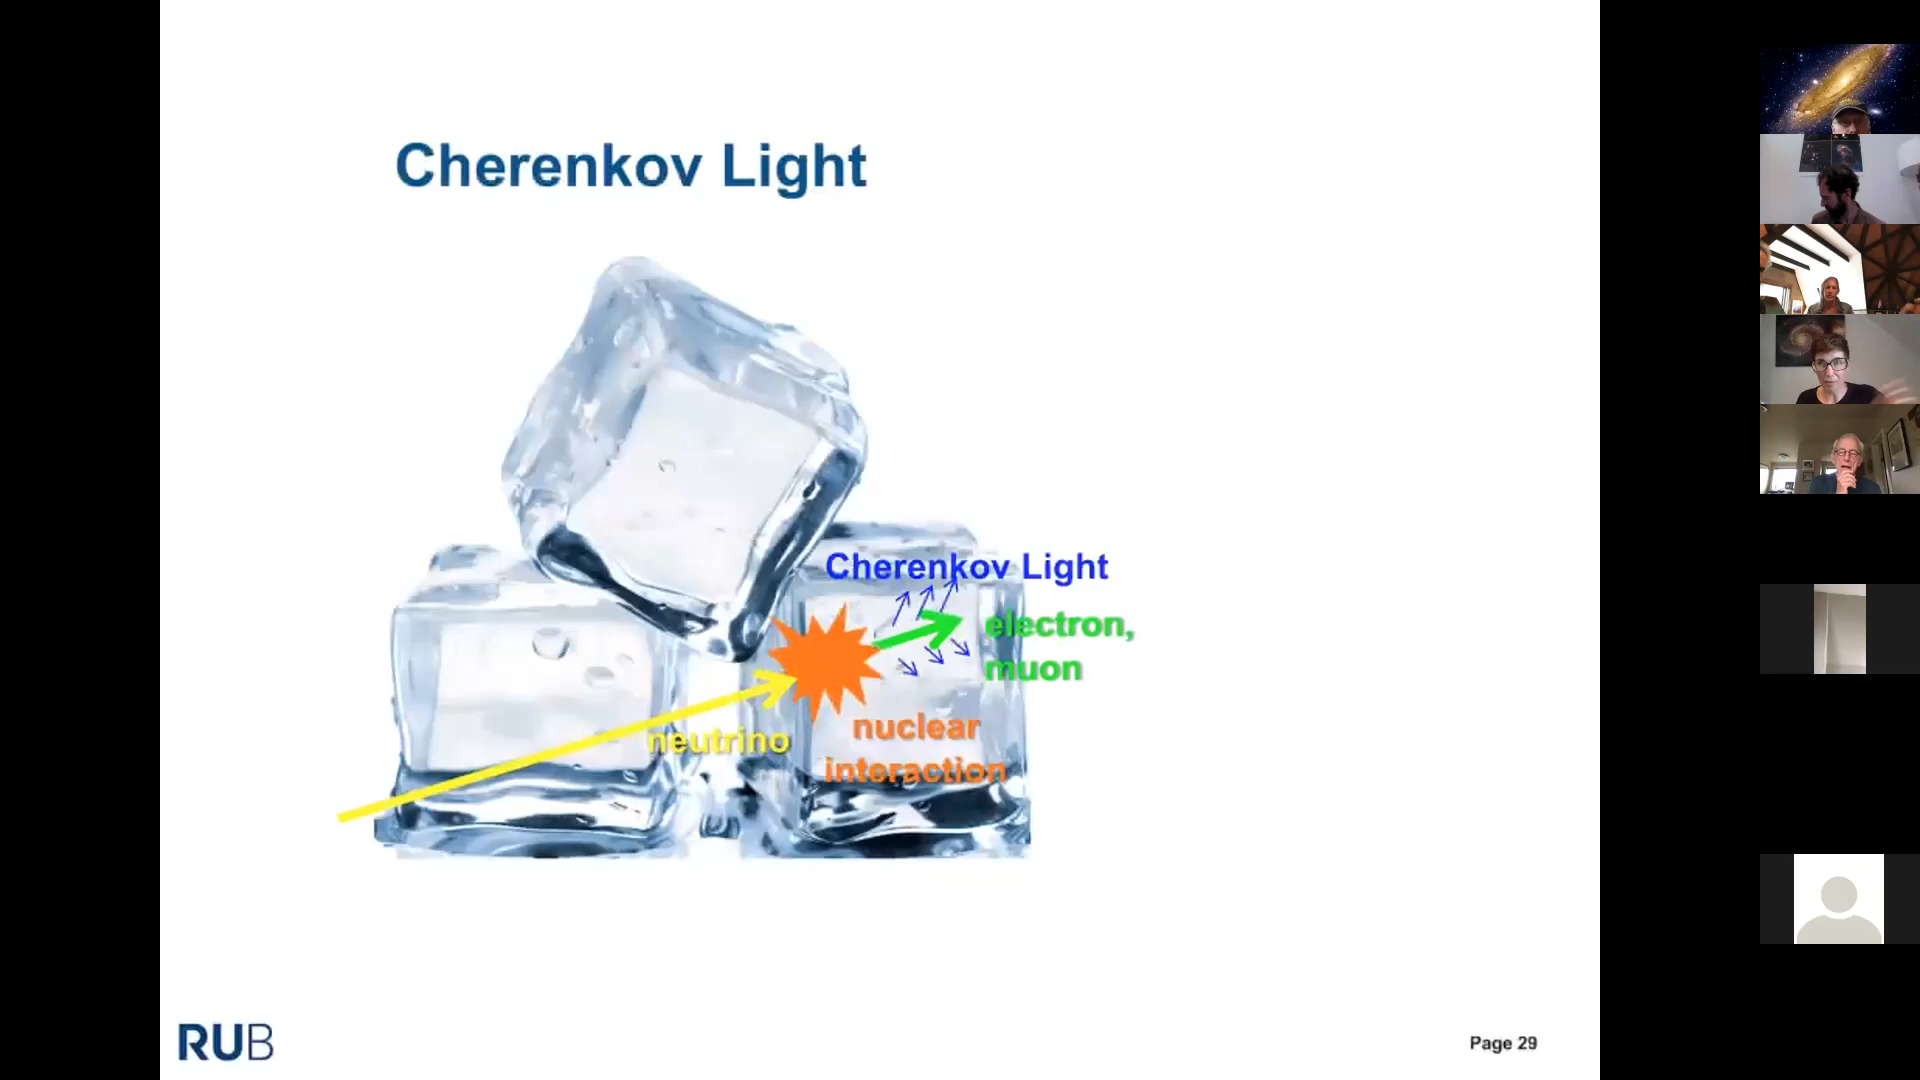 Cherenkov Light
Cherenkov Light
electron,
muon
neutrino
nuclear
interaction
RUB
Page 29